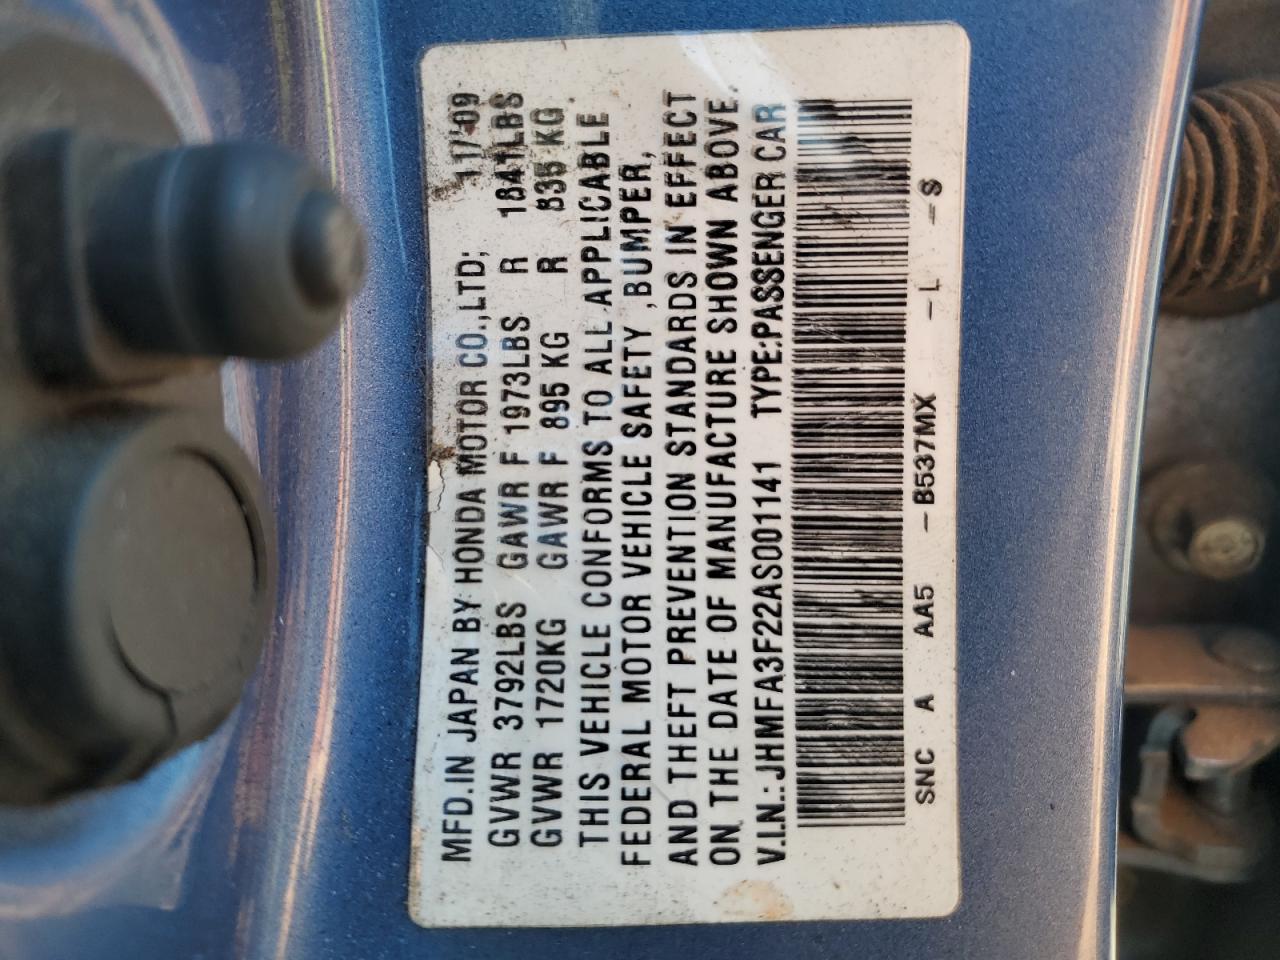 MFD.IN JAPAN BY HONDA MOTOR CO.,LTD; 11/09
GVWR 3792LBS GAWR F 1973LBS R 1841LBS
GVWR 1720KG GAWR F 895 KG R 835 KG.
THIS VEHICLE CONFORMS TO ALL APPLICABLE
FEDERAL MOTOR VEHICLE SAFETY ,BUMPER,
AND THEFT PREVENTION STANDARDS IN EFFECT
ON THE DATE OF MANUFACTURE SHOWN ABOVE.
V.I.N.: JHMFA3F22AS001141 TYPE:PASSENGER CAR
SNC A AA5 -B537MX -L -S